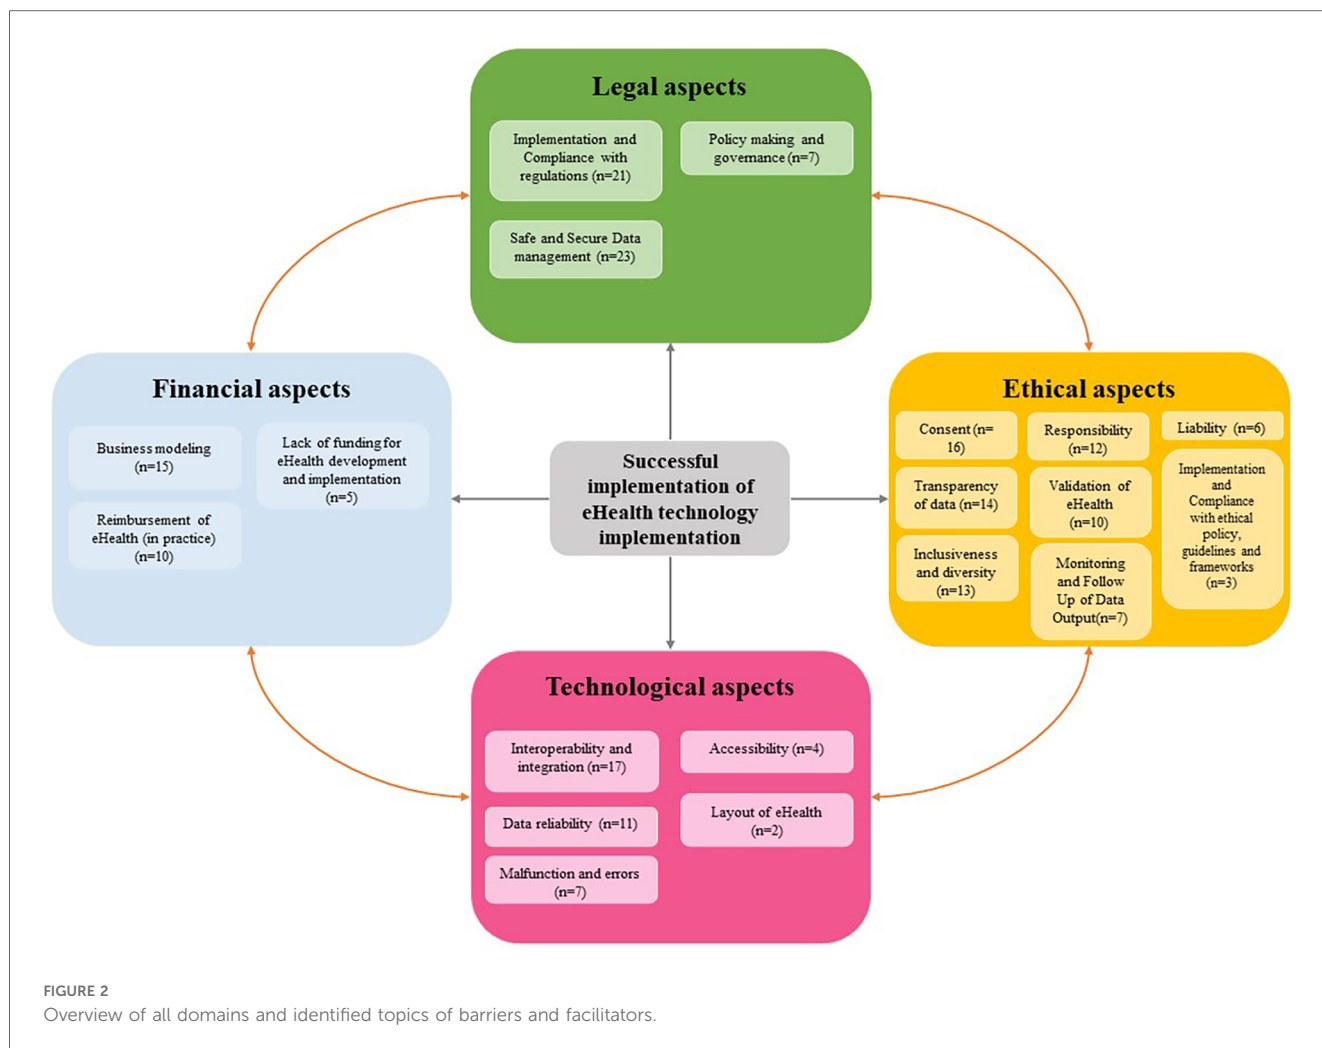 Legal aspects
Implementation and
Compliance with
regulations (n=21)
Policy making and
governance (n=7)
Safe and Secure Data
management (n=23)
Financial aspects
Business modeling
(n=15)
Lack of funding for
eHealth development
and implementation
(n=5)
Reimbursement of
eHealth (in practice)
(n=10)
Successful
implementation of
eHealth technology
implementation
Ethical aspects
Consent (n=
16)
Responsibility
(n=12)
Liability (n=6)
Transparency
of data (n=14)
Validation of
eHealth
(n=10)
Implementation
and
Compliance
with ethical
policy,
guidelines and
frameworks
(n=3)
Inclusiveness
and diversity
(n=13)
Monitoring
and Follow
Up of Data
Output(n=7)
Technological aspects
Interoperability and
integration (n=17)
Accessibility (n=4)
Data reliability (n=11)
Layout of eHealth
(n=2)
Malfunction and errors
(n=7)
FIGURE 2
Overview of all domains and identified topics of barriers and facilitators.